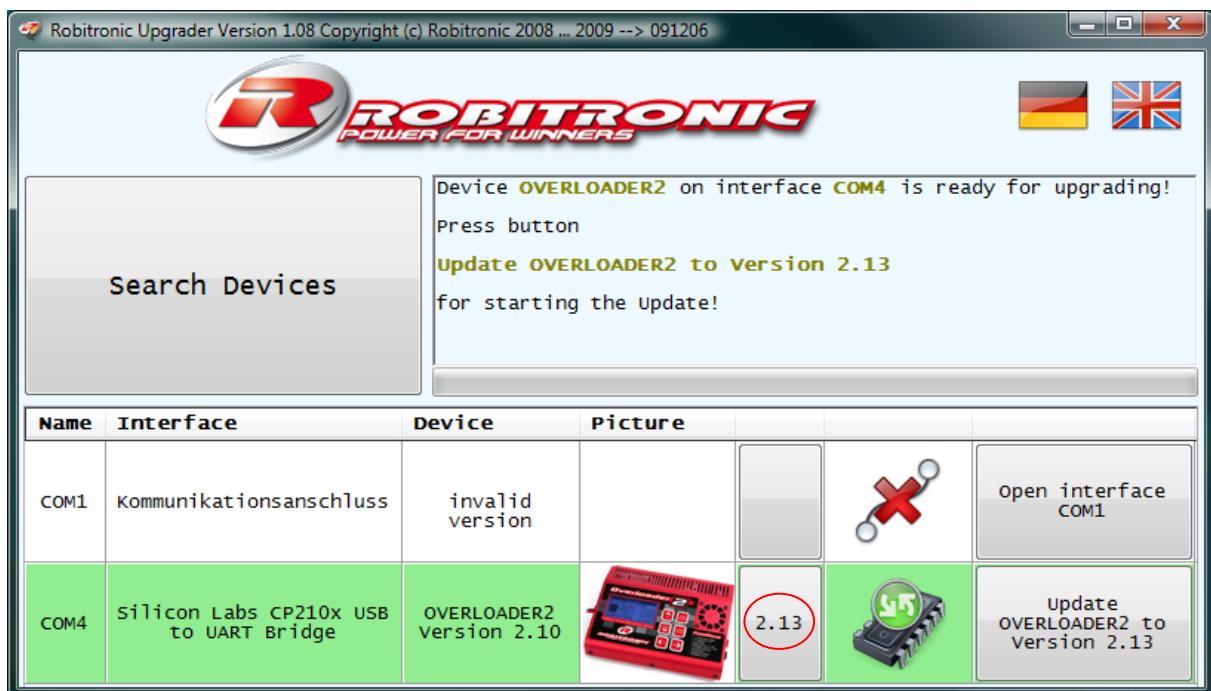 Robitronic Upgrader Version 1.08 Copyright (c) Robitronic 2008 ... 2009 --> 091206
R
ROBITRONIC
POWER FOR WINNERS
Search Devices
Device OVERLOADER2 on interface COM4 is ready for upgrading!
Press button
Update OVERLOADER2 to Version 2.13
for starting the Update!
Name Interface Device Picture
COM1
Kommunikationsanschluss
invalid
version
Open interface
COM1
COM4
Silicon Labs CP210x USB
to UART Bridge
OVERLOADER2
Version 2.10
Overloader 2
2.13
Update
OVERLOADER2 to
Version 2.13